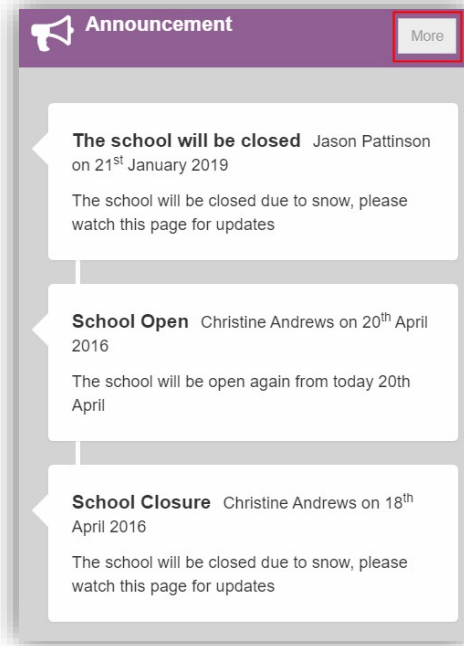 Announcement
More
The school will be closed Jason Pattinson
on 21st January 2019
The school will be closed due to snow, please
watch this page for updates
School Open Christine Andrews on 20th April
2016
The school will be open again from today 20th
April
School Closure Christine Andrews on 18th
April 2016
The school will be closed due to snow, please
watch this page for updates